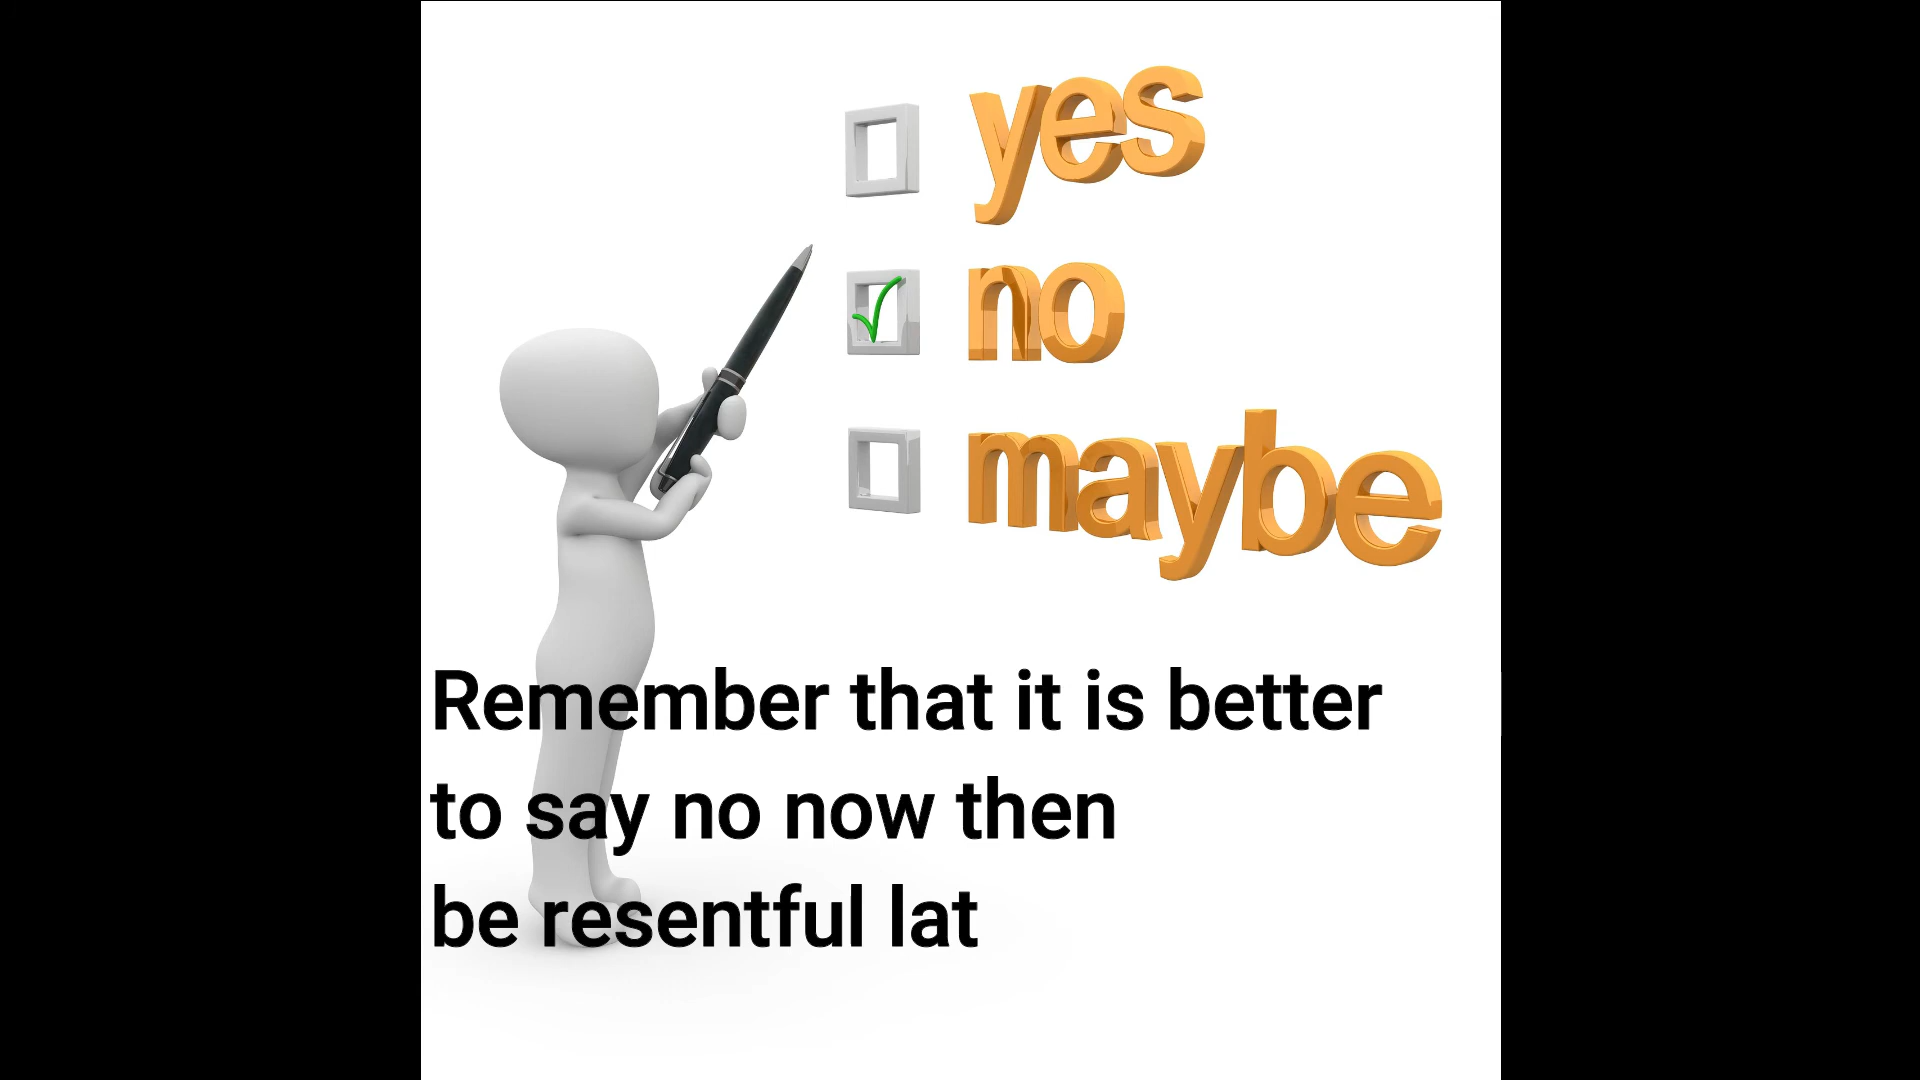 yes
no
maybe
Remember that it is better
to say no now then
be resentful lat